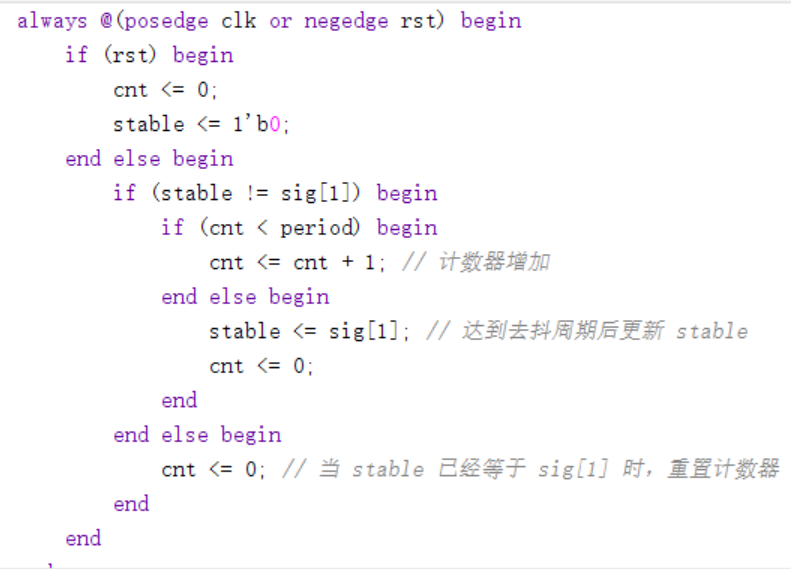 always @(posedge clk or negedge rst) begin
    if (rst) begin
        cnt <= 0;
        stable <= 1'b0;
    end else begin
        if (stable != sig[1]) begin
            if (cnt < period) begin
                cnt <= cnt + 1; // 计数器增加
            end else begin
                stable <= sig[1]; // 达到去抖周期后更新 stable
                cnt <= 0;
            end
        end else begin
            cnt <= 0; // 当 stable 已经等于 sig[1] 时，重置计数器
        end
    end